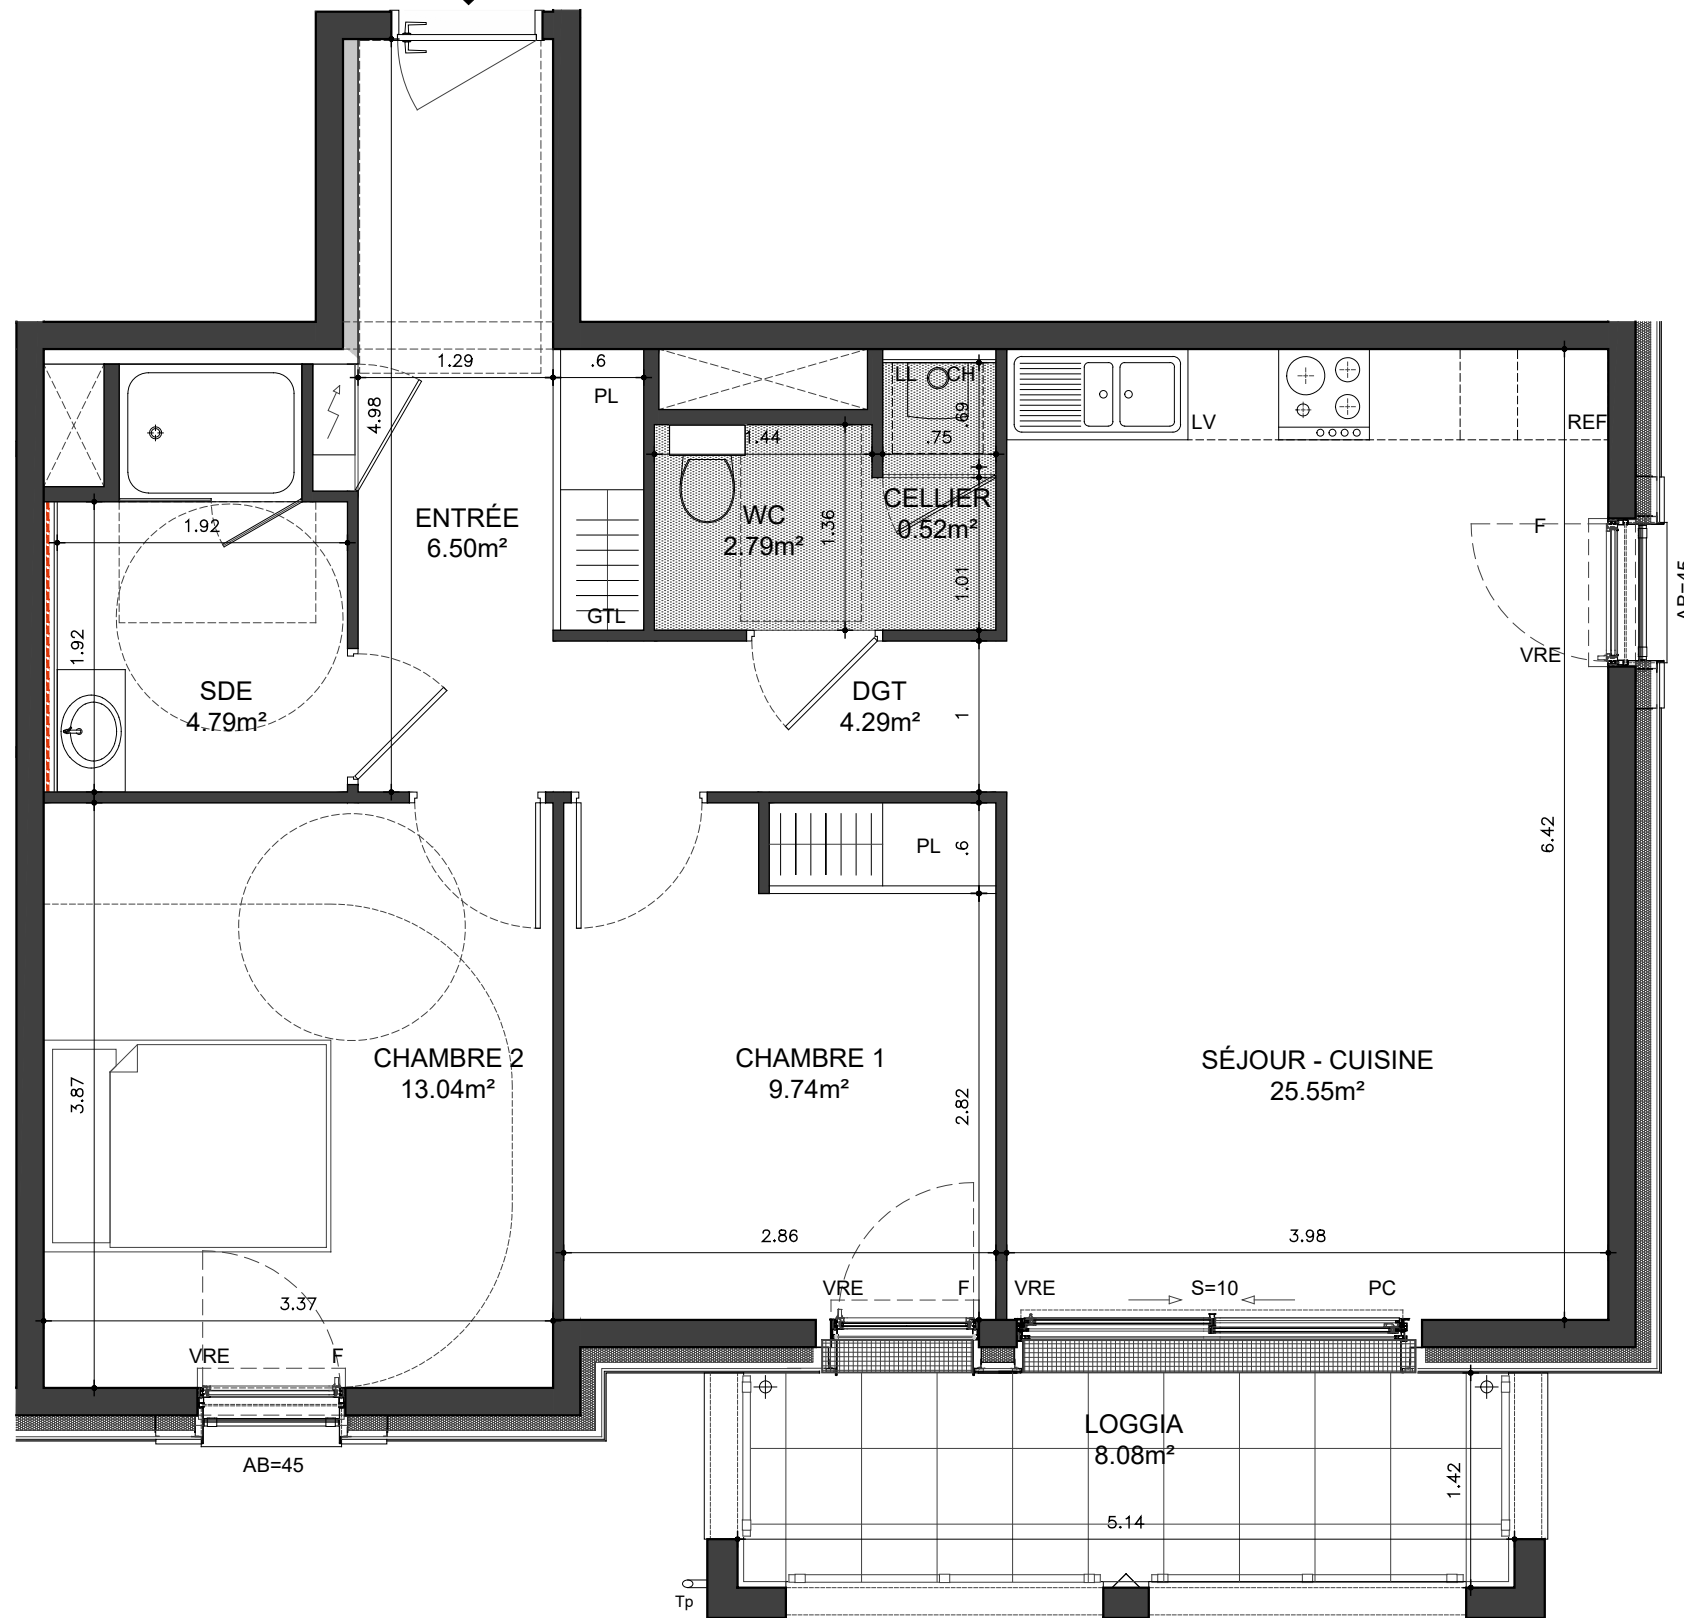 1.29
.6
PL
4.98
LL
CH
.69
1.44
.75
LV
REF
ENTRÉE
6.50m²
WC
2.79m²
1.36
CELLIER
0.52m²
1.01
1.92
F
VRE
AB=45
GTL
1.92
SDE
4.79m²
DGT
4.29m²
1
PL
.6
6.42
CHAMBRE 2
13.04m²
3.87
CHAMBRE 1
9.74m²
2.82
SÉJOUR - CUISINE
25.55m²
2.86
3.98
VRE
F
VRE
S=10
PC
3.37
VRE
F
AB=45
LOGGIA
8.08m²
1.42
5.14
Tp